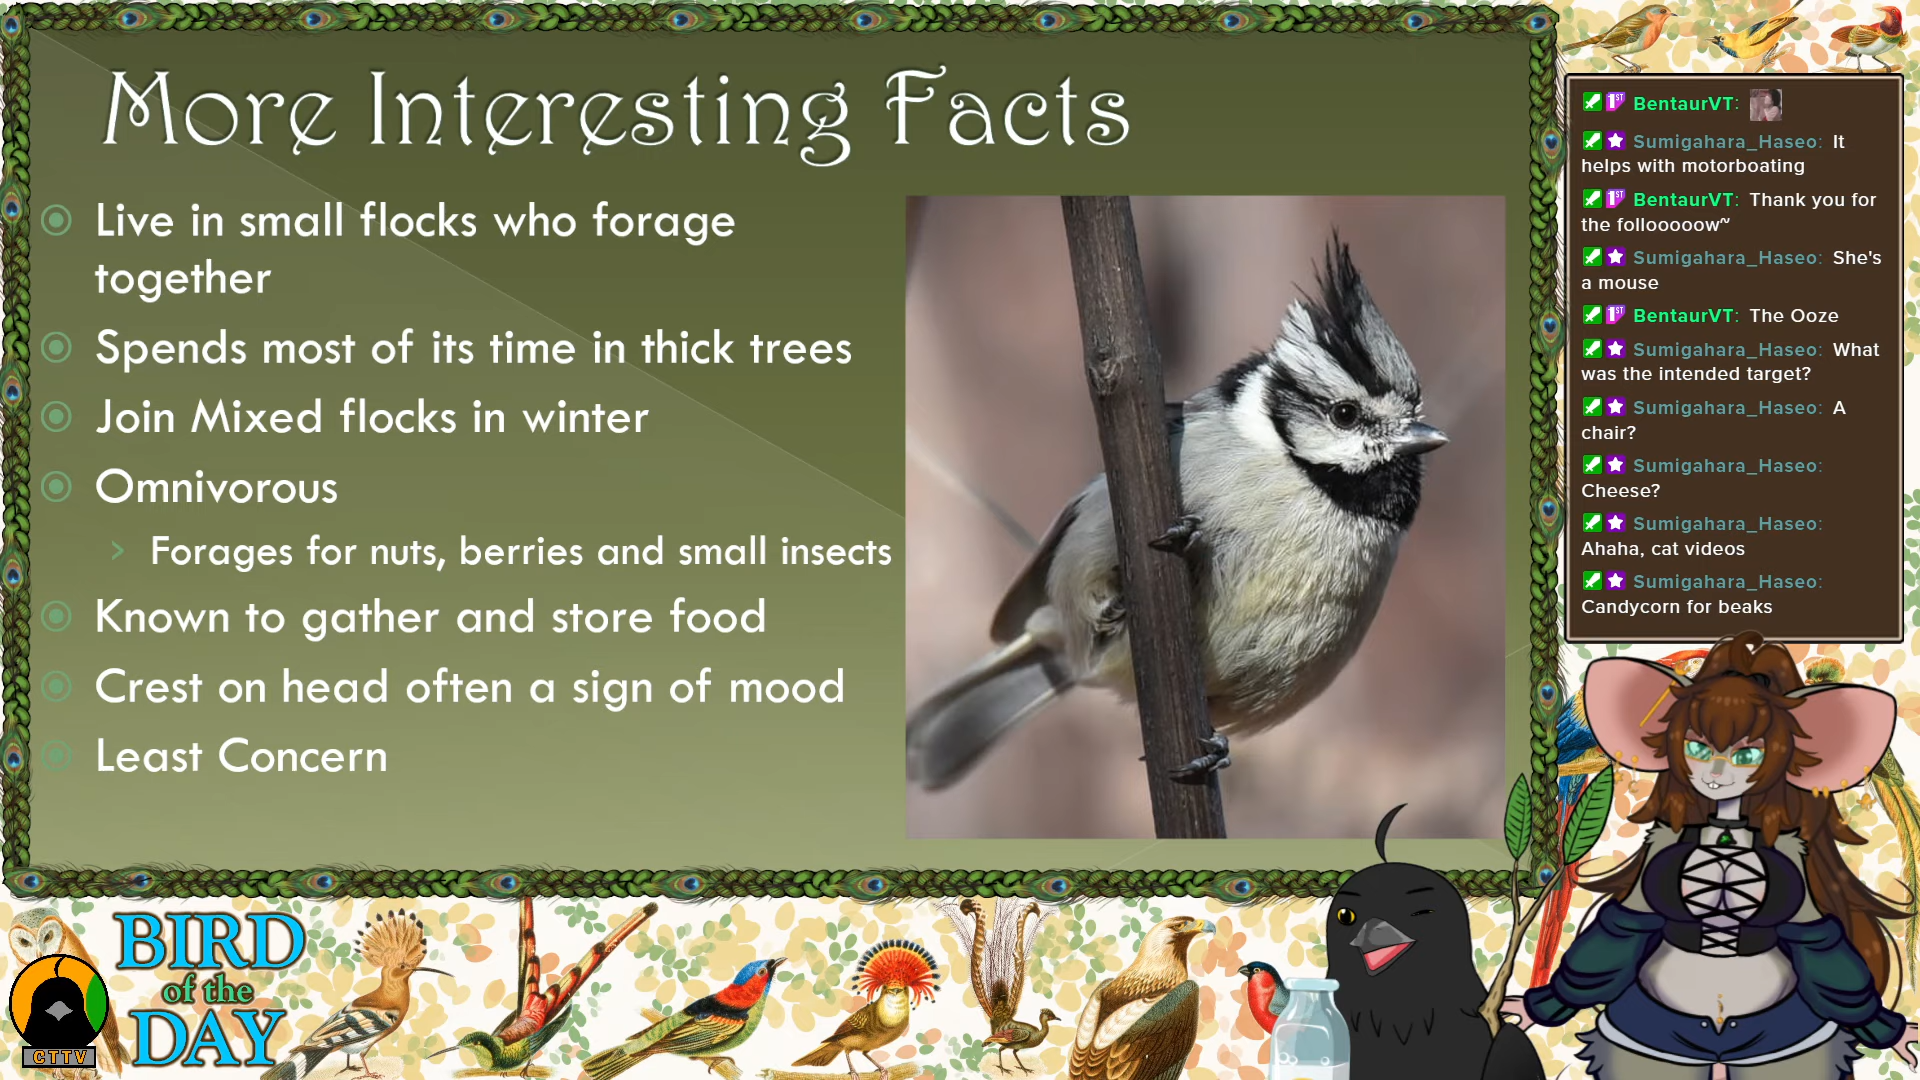 More Interesting Facts
Live in small flocks who forage
together
Spends most of its time in thick trees
Join Mixed flocks in winter
Omnivorous
Forages for nuts, berries and small insects
Known to gather and store food
Crest on head often a sign of mood
Least Concern
BentaurVT:
Sumigahara_Haseo: It
helps with motorboating
BentaurVT: Thank you for
the follooooow~
Sumigahara_Haseo: She's
a mouse
BentaurVT: The Ooze
Sumigahara_Haseo: What
was the intended target?
Sumigahara_Haseo: A
chair?
Sumigahara_Haseo:
Cheese?
Sumigahara_Haseo:
Ahaha, cat videos
Sumigahara_Haseo:
Candycorn for beaks
BIRD
of the
DAY
CTTV